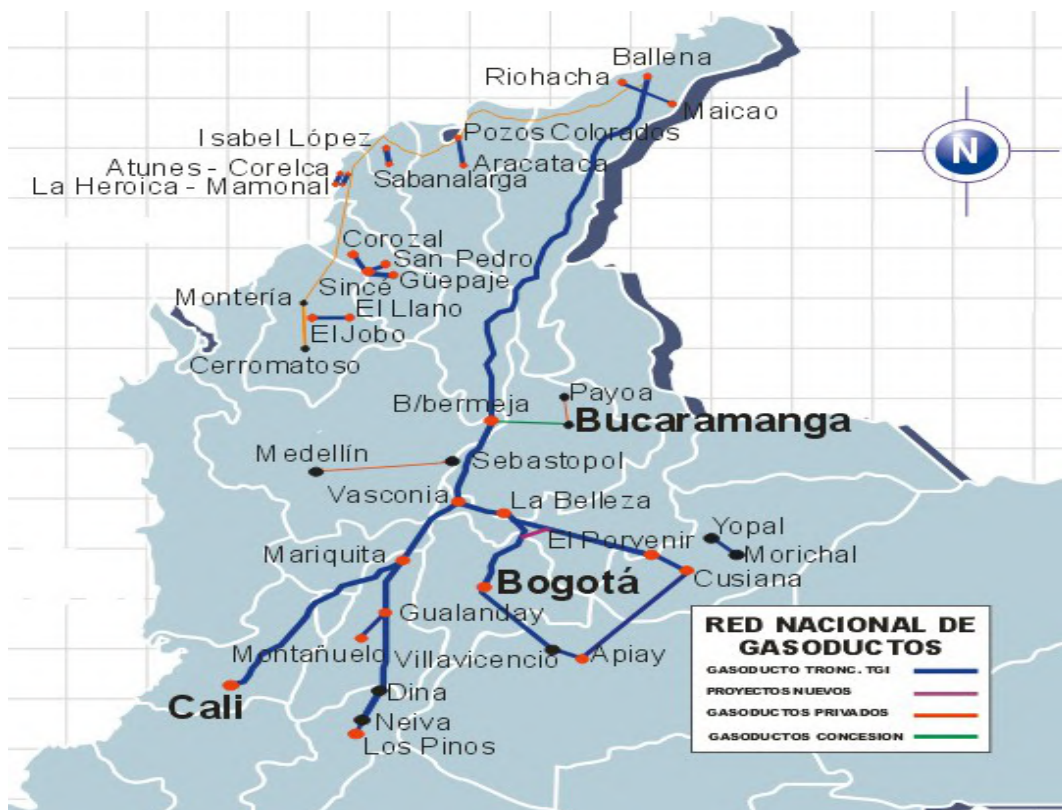 Ballena
Riohacha
Maicao
Isabel López
Pozos Colorados
Atunes - Corelca
Aracataca
Sabanalarga
La Heroica - Mamonal
Corozal
San Pedro
Sincé
Güepaje
Montería
El Llano
El Jobo
Cerromatoso
Payoa
B/bermeja
Bucaramanga
Medellín
Sebastopol
Vasconia
La Belleza
Yopal
El Porvenir
Mariquita
Morichal
Bogotá
Cusiana
Gualanday
Montañuelo
Villavicencio
Apiay
Cali
Dina
Neiva
Los Pinos
N
RED NACIONAL DE
GASODUCTOS
GASODUCTO TRONC. TGI
PROYECTOS NUEVOS
GASODUCTOS PRIVADOS
GASODUCTOS CONCESION